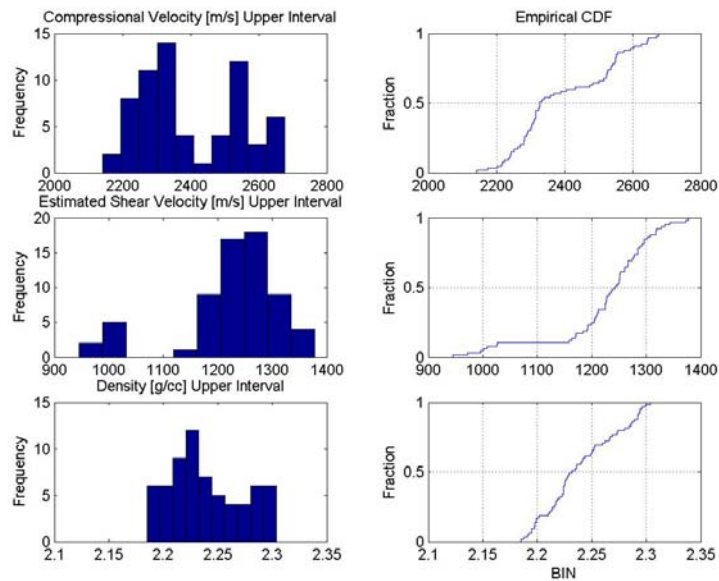 Compressional Velocity [m/s] Upper Interval
Empirical CDF
15
10
5
0
Frequency
2000 2200 2400 2600 2800
1
0.5
0
Fraction
2000 2200 2400 2600 2800
Estimated Shear Velocity [m/s] Upper Interval
20
15
10
5
0
Frequency
900 1000 1100 1200 1300 1400
1
0.5
0
Fraction
900 1000 1100 1200 1300 1400
Density [g/cc] Upper Interval
15
10
5
0
Frequency
2.1 2.15 2.2 2.25 2.3 2.35
1
0.5
0
Fraction
2.1 2.15 2.2 2.25 2.3 2.35
BIN